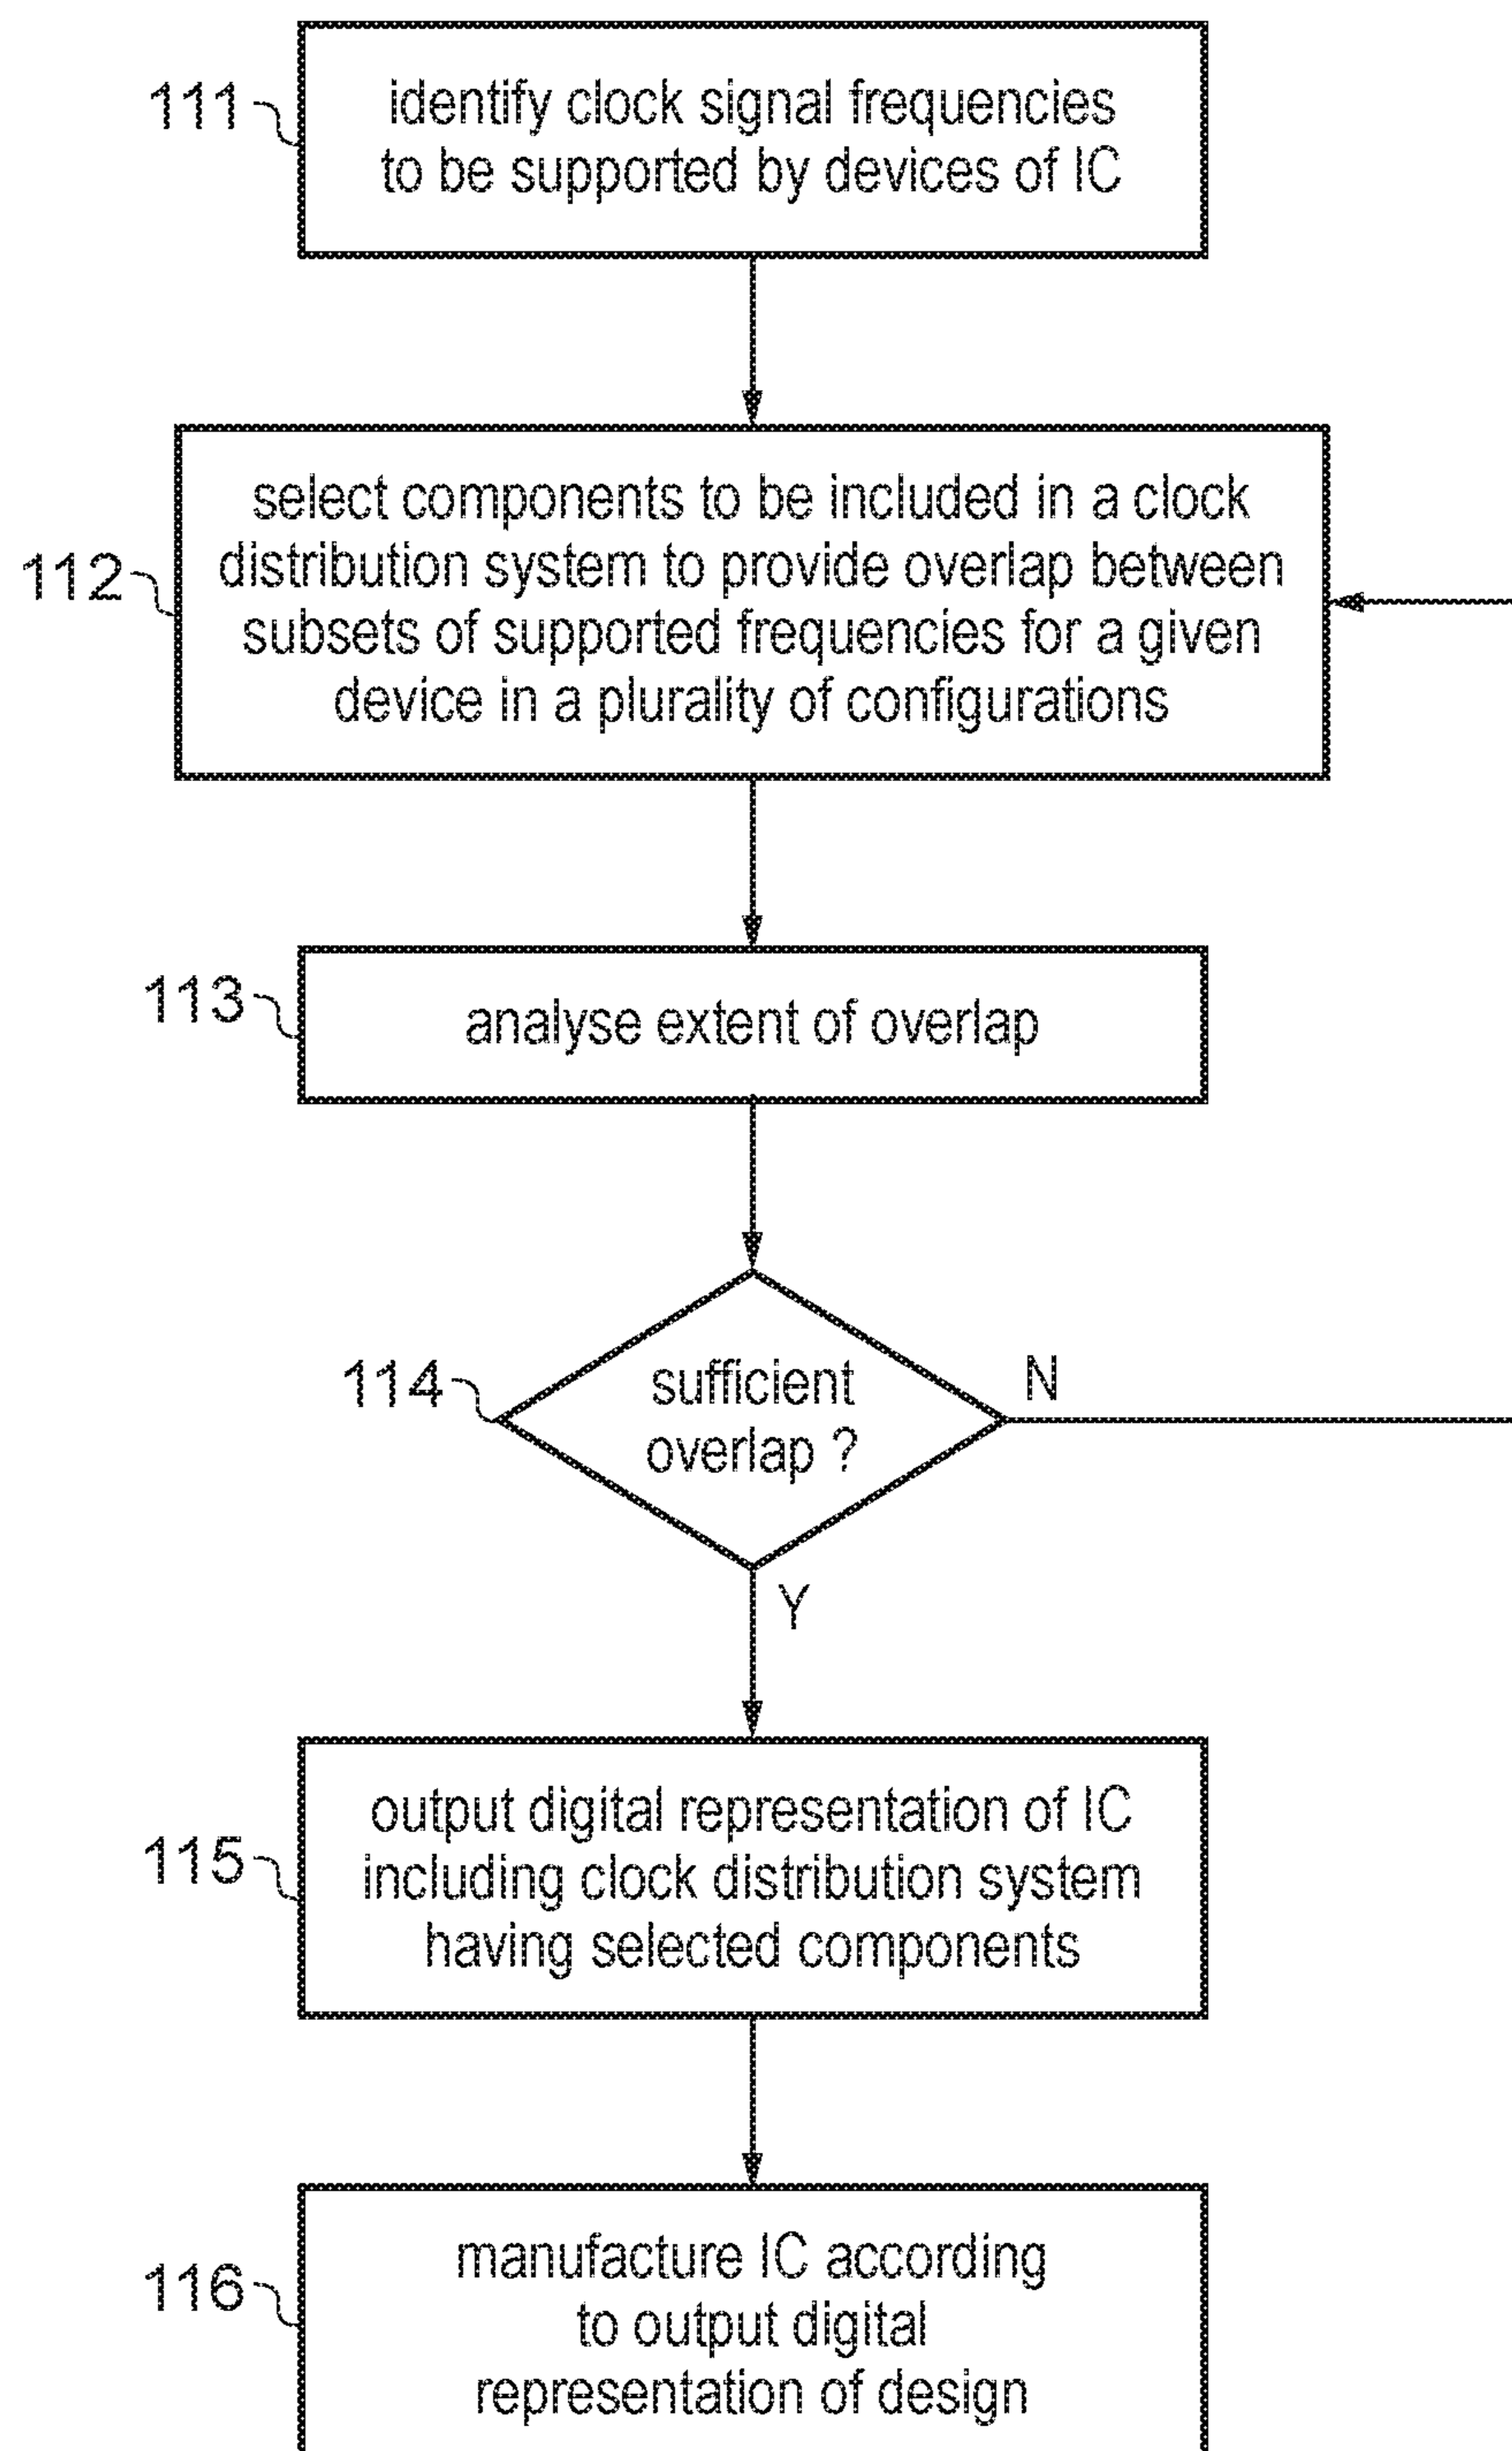 111
identify clock signal frequencies
to be supported by devices of IC
112
select components to be included in a clock
distribution system to provide overlap between
subsets of supported frequencies for a given
device in a plurality of configurations
113
analyse extent of overlap
114
sufficient
overlap ?
N
Y
115
output digital representation of IC
including clock distribution system
having selected components
116
manufacture IC according
to output digital
representation of design